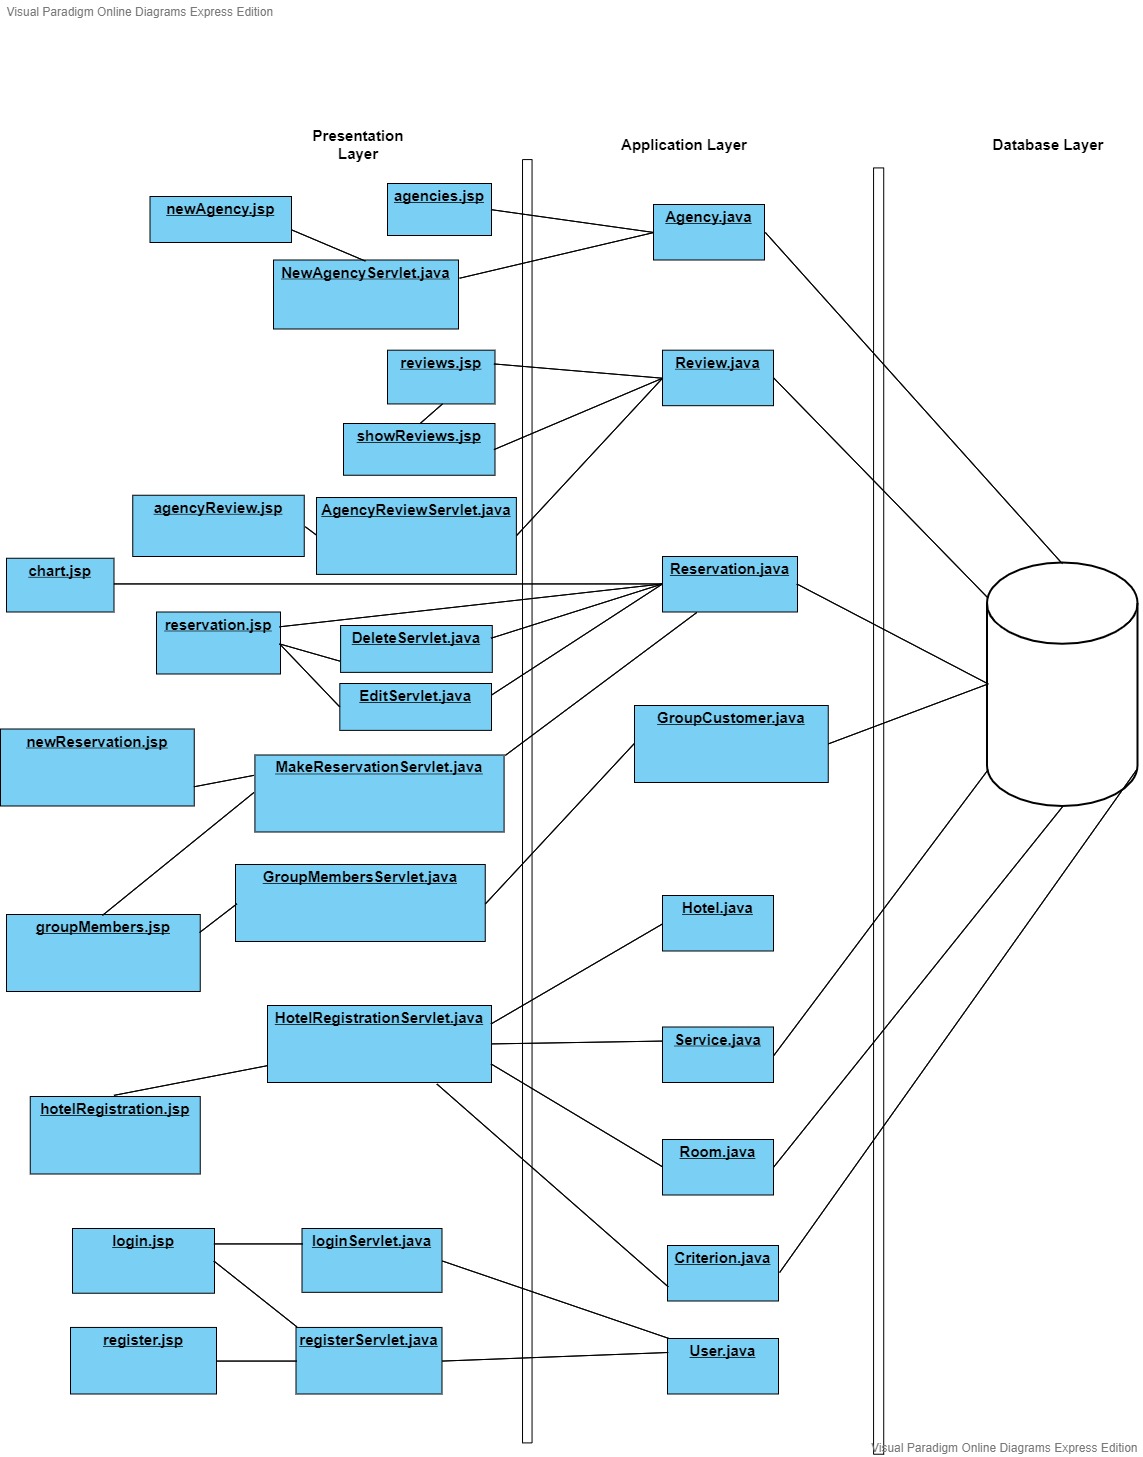 Visual Paradigm Online Diagrams Express Edition
Presentation
Layer
Application Layer
Database Layer
agencies.jsp
newAgency.jsp
Agency.java
NewAgencyServlet.java
reviews.jsp
Review.java
showReviews.jsp
agencyReview.jsp
AgencyReviewServlet.java
chart.jsp
Reservation.java
reservation.jsp
DeleteServlet.java
EditServlet.java
GroupCustomer.java
newReservation.jsp
MakeReservationServlet.java
GroupMembersServlet.java
groupMembers.jsp
Hotel.java
HotelRegistrationServlet.java
Service.java
hotelRegistration.jsp
Room.java
login.jsp
loginServlet.java
Criterion.java
register.jsp
registerServlet.java
User.java
Visual Paradigm Online Diagrams Express Edition